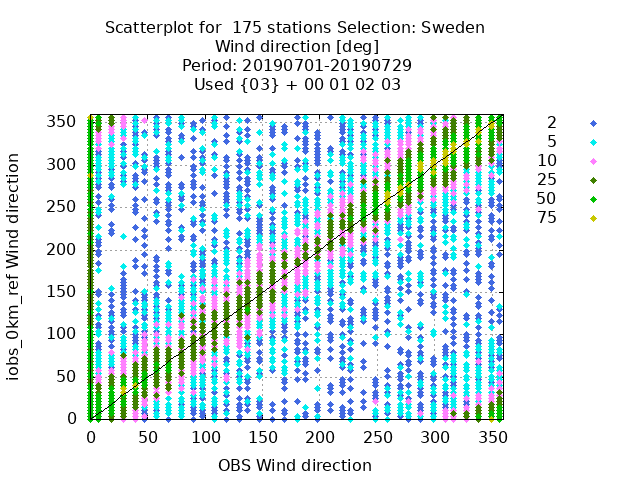 Scatterplot for  175 stations Selection: Sweden
Wind direction [deg]
Period: 20190701-20190729
Used {03} + 00 01 02 03
350
300
250
200
150
100
50
0
iobs_0km_ref Wind direction
0 50 100 150 200 250 300 350
OBS Wind direction
2
5
10
25
50
75